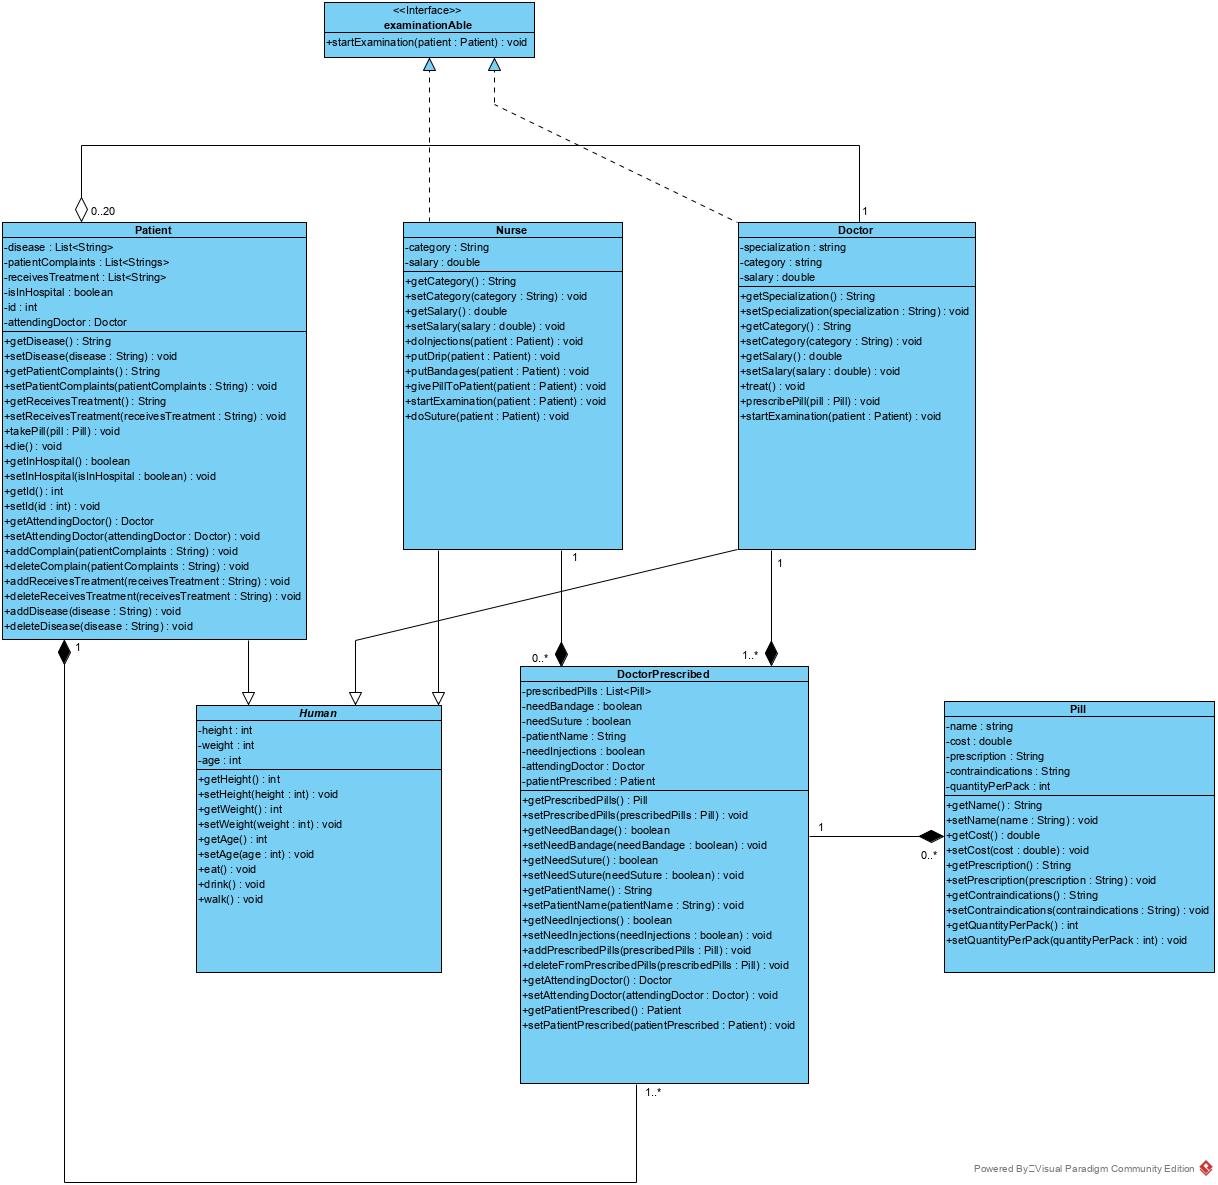 <<Interface>>
examinationAble
+startExamination(patient : Patient) : void
0..20
1
Patient
-disease : List<String>
-patientComplaints : List<Strings>
-receivesTreatment : List<String>
-isInHospital : boolean
-id : int
-attendingDoctor : Doctor
+getDisease() : String
+setDisease(disease : String) : void
+getPatientComplaints() : String
+setPatientComplaints(patientComplaints : String) : void
+getReceivesTreatment() : String
+setReceivesTreatment(receivesTreatment : String) : void
+takePill(pill : Pill) : void
+die() : void
+getInHospital() : boolean
+setInHospital(isInHospital : boolean) : void
+getId() : int
+setId(id : int) : void
+getAttendingDoctor() : Doctor
+setAttendingDoctor(attendingDoctor : Doctor) : void
+addComplain(patientComplaints : String) : void
+deleteComplain(patientComplaints : String) : void
+addReceivesTreatment(receivesTreatment : String) : void
+deleteReceivesTreatment(receivesTreatment : String) : void
+addDisease(disease : String) : void
+deleteDisease(disease : String) : void
1
Nurse
-category : String
-salary : double
+getCategory() : String
+setCategory(category : String) : void
+getSalary() : double
+setSalary(salary : double) : void
+doInjections(patient : Patient) : void
+putDrip(patient : Patient) : void
+putBandages(patient : Patient) : void
+givePillToPatient(patient : Patient) : void
+startExamination(patient : Patient) : void
+doSuture(patient : Patient) : void
1
Doctor
-specialization : string
-category : string
-salary : double
+getSpecialization() : String
+setSpecialization(specialization : String) : void
+getCategory() : String
+setCategory(category : String) : void
+getSalary() : double
+setSalary(salary : double) : void
+treat() : void
+prescribePill(pill : Pill) : void
+startExamination(patient : Patient) : void
1
0..*
1..*
Human
-height : int
-weight : int
-age : int
+getHeight() : int
+setHeight(height : int) : void
+getWeight() : int
+setWeight(weight : int) : void
+getAge() : int
+setAge(age : int) : void
+eat() : void
+drink() : void
+walk() : void
DoctorPrescribed
-prescribedPills : List<Pill>
-needBandage : boolean
-needSuture : boolean
-patientName : String
-needInjections : boolean
-attendingDoctor : Doctor
-patientPrescribed : Patient
+getPrescribedPills() : Pill
+setPrescribedPills(prescribedPills : Pill) : void
+getNeedBandage() : boolean
+setNeedBandage(needBandage : boolean) : void
+getNeedSuture() : boolean
+setNeedSuture(needSuture : boolean) : void
+getPatientName() : String
+setPatientName(patientName : String) : void
+getNeedInjections() : boolean
+setNeedInjections(needInjections : boolean) : void
+addPrescribedPills(prescribedPills : Pill) : void
+deleteFromPrescribedPills(prescribedPills : Pill) : void
+getAttendingDoctor() : Doctor
+setAttendingDoctor(attendingDoctor : Doctor) : void
+getPatientPrescribed() : Patient
+setPatientPrescribed(patientPrescribed : Patient) : void
1..*
1
0..*
Pill
-name : string
-cost : double
-prescription : String
-contraindications : String
-quantityPerPack : int
+getName() : String
+setName(name : String) : void
+getCost() : double
+setCost(cost : double) : void
+getPrescription() : String
+setPrescription(prescription : String) : void
+getContraindications() : String
+setContraindications(contraindications : String) : void
+getQuantityPerPack() : int
+setQuantityPerPack(quantityPerPack : int) : void
Powered By Visual Paradigm Community Edition